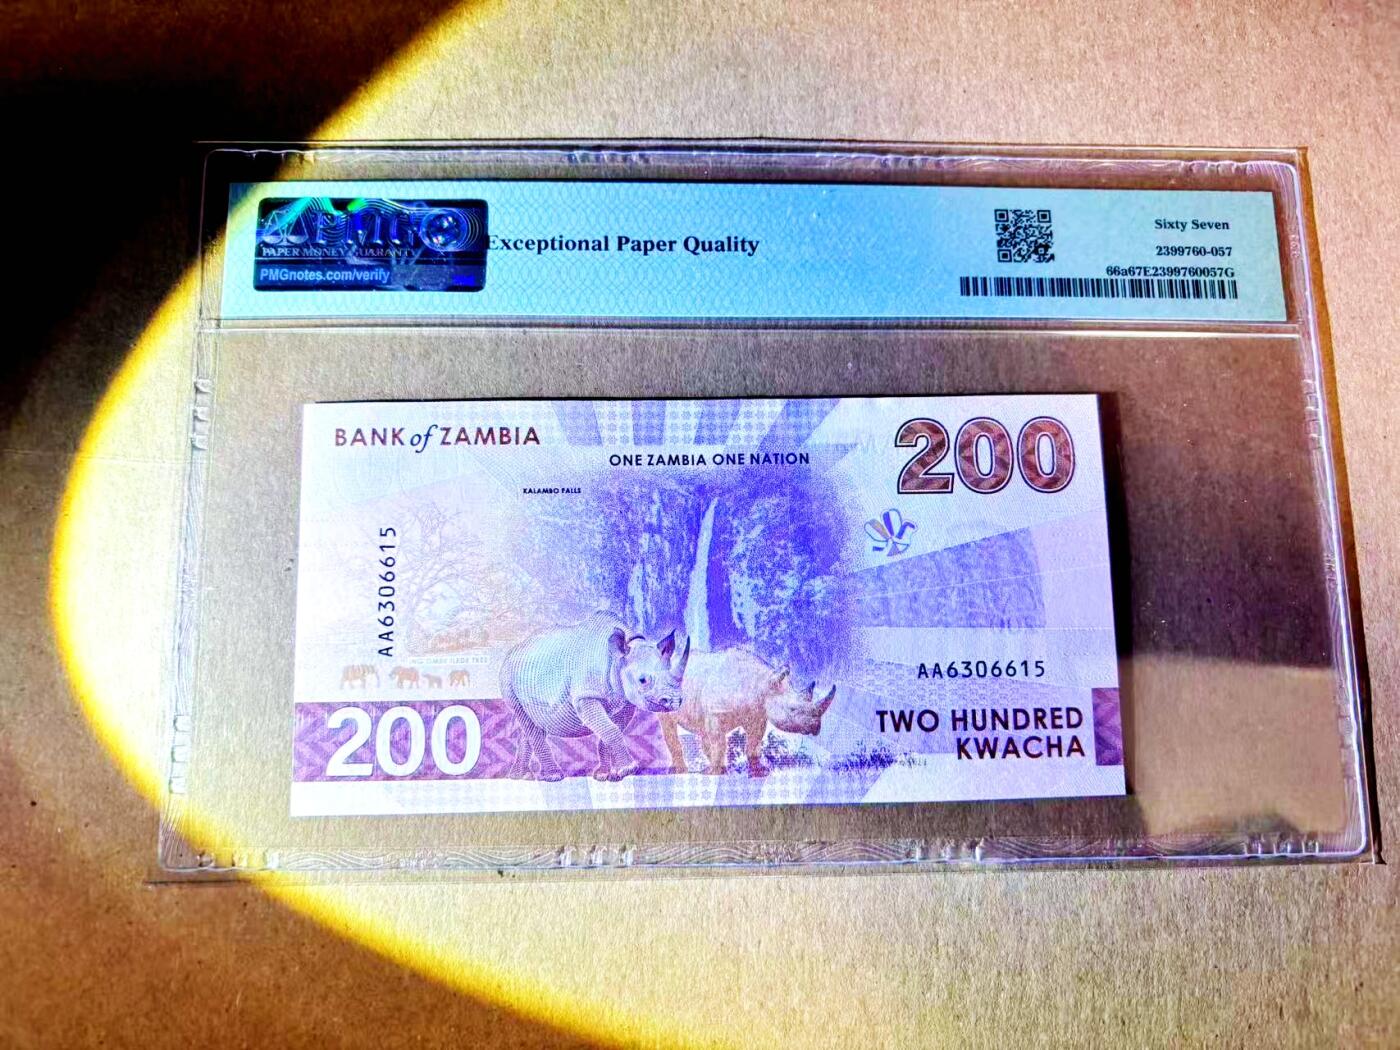 PMG
PAPER MONEY GUARANTY
PMGnotes.com/verify
Exceptional Paper Quality
Sixty Seven
2399760-057
66a67E2399760057G
BANK of ZAMBIA
ONE ZAMBIA ONE NATION
200
KALAMBO FALLS
AA6306615
AA6306615
200
TWO HUNDRED
KWACHA